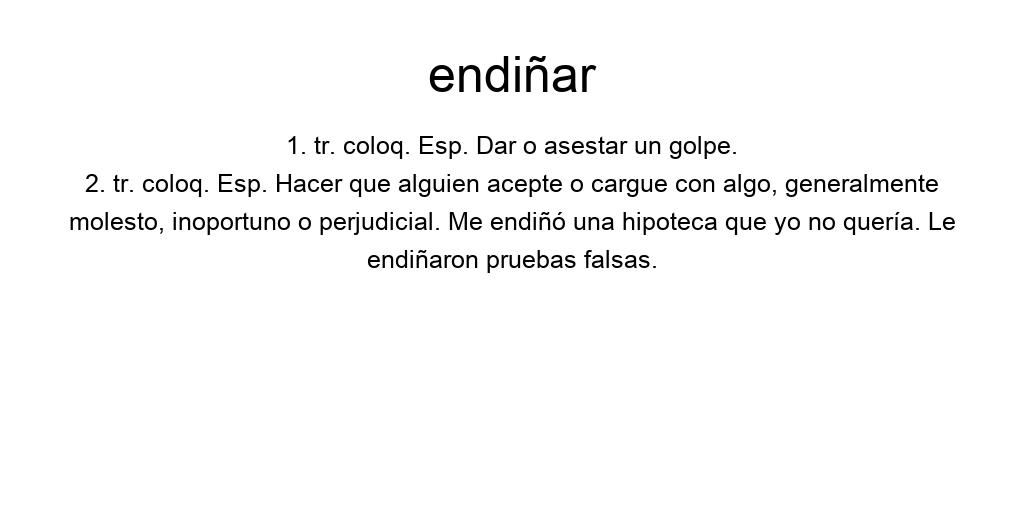 endiñar
1. tr. coloq. Esp. Dar o asestar un golpe.
2. tr. coloq. Esp. Hacer que alguien acepte o cargue con algo, generalmente
molesto, inoportuno o perjudicial. Me endiñó una hipoteca que yo no quería. Le
endiñaron pruebas falsas.